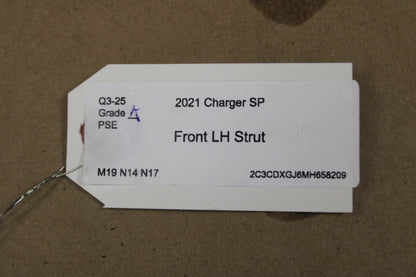 Q3-25
2021 Charger SP
Grade A
PSE
Front LH Strut
M19 N14 N17
2C3CDXGJ6MH658209